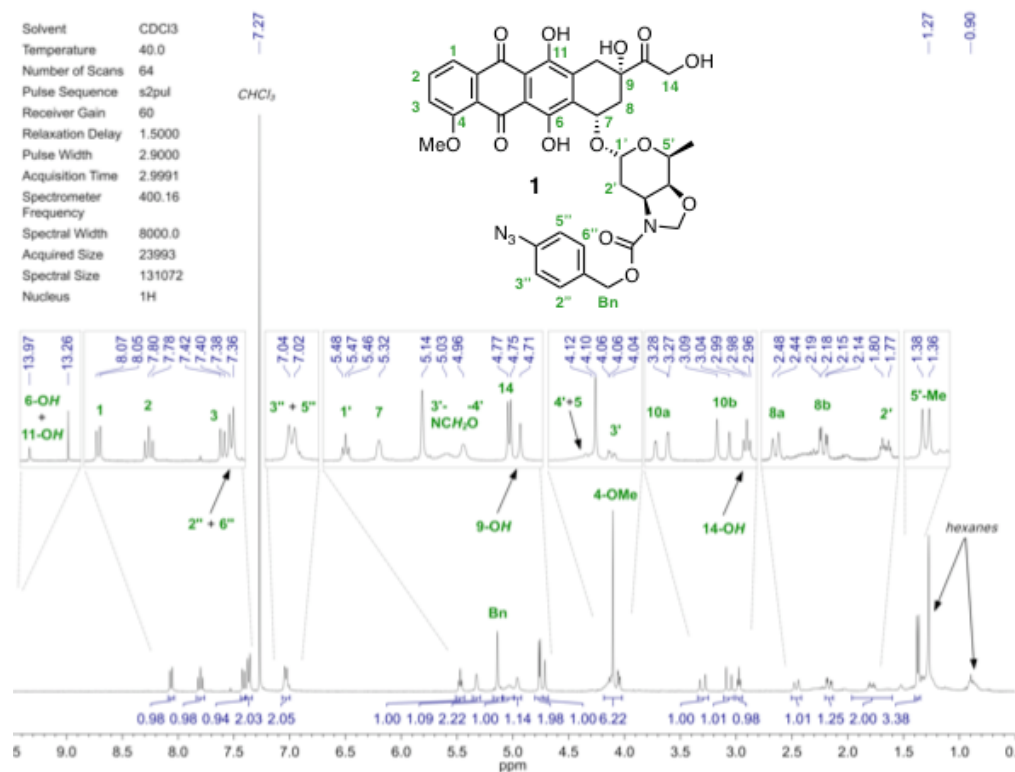 Solvent CDCl3
Temperature 40.0
Number of Scans 64
Pulse Sequence s2pul
Receiver Gain 60
Relaxation Delay 1.5000
Pulse Width 2.9000
Acquisition Time 2.9991
Spectrometer Frequency 400.16
Spectral Width 8000.0
Acquired Size 23993
Spectral Size 131072
Nucleus 1H
7.27
1.27
0.90
CHCl3
O OH HO O
OH
1 11 9 14
2 8
3 4 6 7
MeO O OH
O 1' O 5'
1 2'
O
N
5'' O
N3 6''
3'' O
2'' Bn
13.97 13.26
8.07 8.05 7.80 7.78 7.42 7.40 7.38 7.36
7.04 7.02
5.48 5.47 5.46 5.32 5.14 5.03 4.96 4.77 4.75 4.71
4.12 4.10 4.06 4.06 4.04
3.28 3.27 3.09 3.04 2.99 2.98 2.96
2.48 2.44 2.19 2.18 2.15 2.14 1.80 1.77
1.38 1.36
6-OH
+
11-OH
1 2 3
3'' + 5''
1' 7
3'- -4'
NCH2O
14
4'+5
3'
10a 10b
8a 8b 2'
5'-Me
2'' + 6''
9-OH
4-OMe
14-OH
hexanes
Bn
0.98 0.98 0.94 2.03 2.05 1.00 1.09 2.22 1.00 1.14 1.98 1.00 6.22 1.00 1.01 0.98 1.01 1.25 2.00 3.38
9.0 8.5 8.0 7.5 7.0 6.5 6.0 5.5 5.0 4.5 4.0 3.5 3.0 2.5 2.0 1.5 1.0
ppm